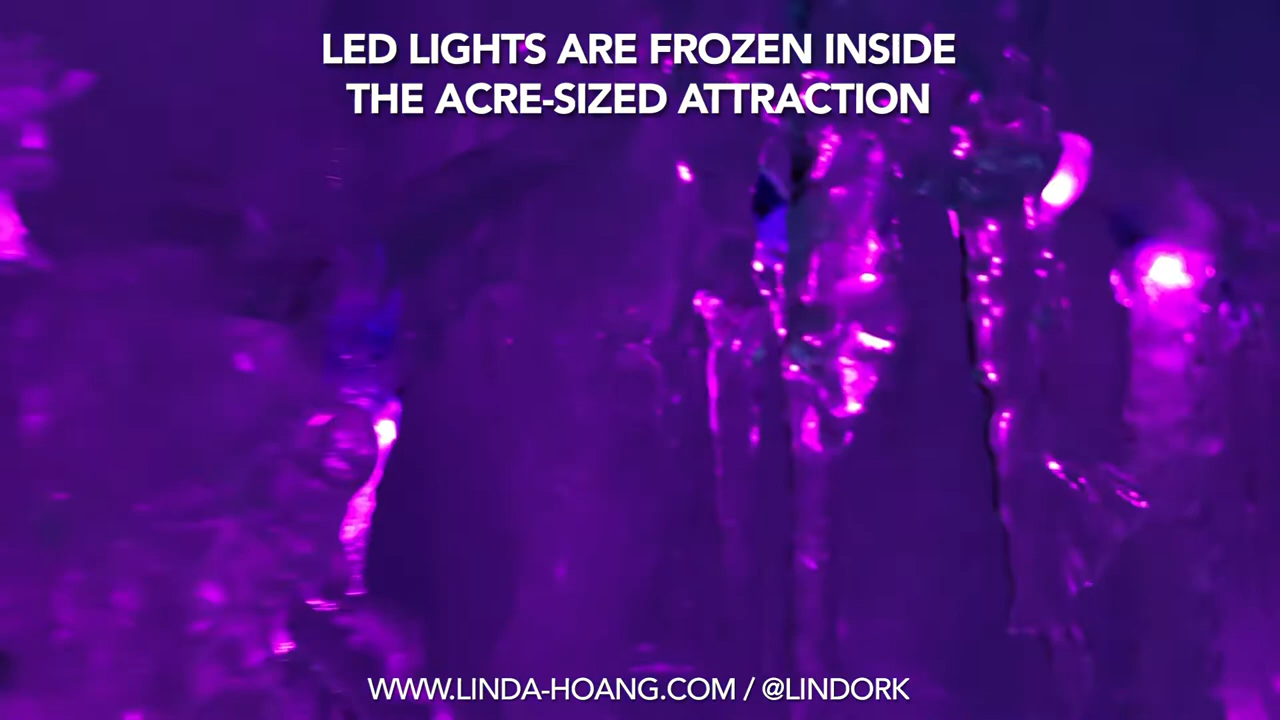 LED LIGHTS ARE FROZEN INSIDE
THE ACRE-SIZED ATTRACTION
WWW.LINDA-HOANG.COM / @LINDORK